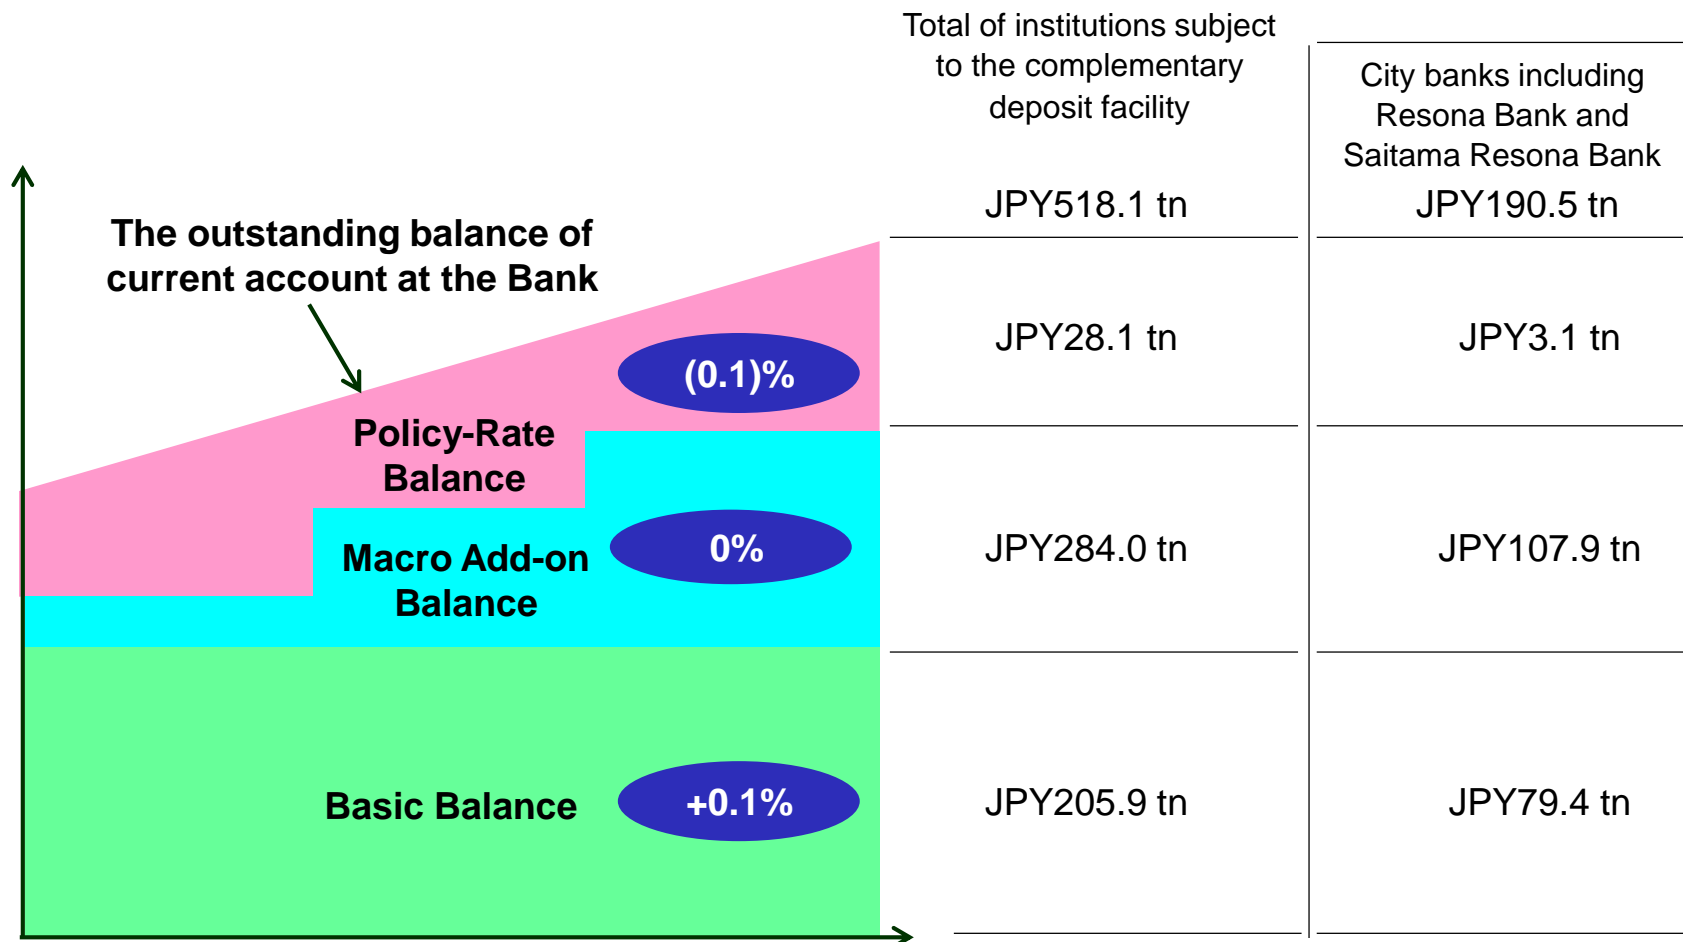 Total of institutions subject
to the complementary
deposit facility
City banks including
Resona Bank and
Saitama Resona Bank
JPY518.1 tn
JPY190.5 tn
The outstanding balance of
current account at the Bank
(0.1)%
JPY28.1 tn
JPY3.1 tn
Policy-Rate
Balance
Macro Add-on
Balance
0%
JPY284.0 tn
JPY107.9 tn
Basic Balance
+0.1%
JPY205.9 tn
JPY79.4 tn